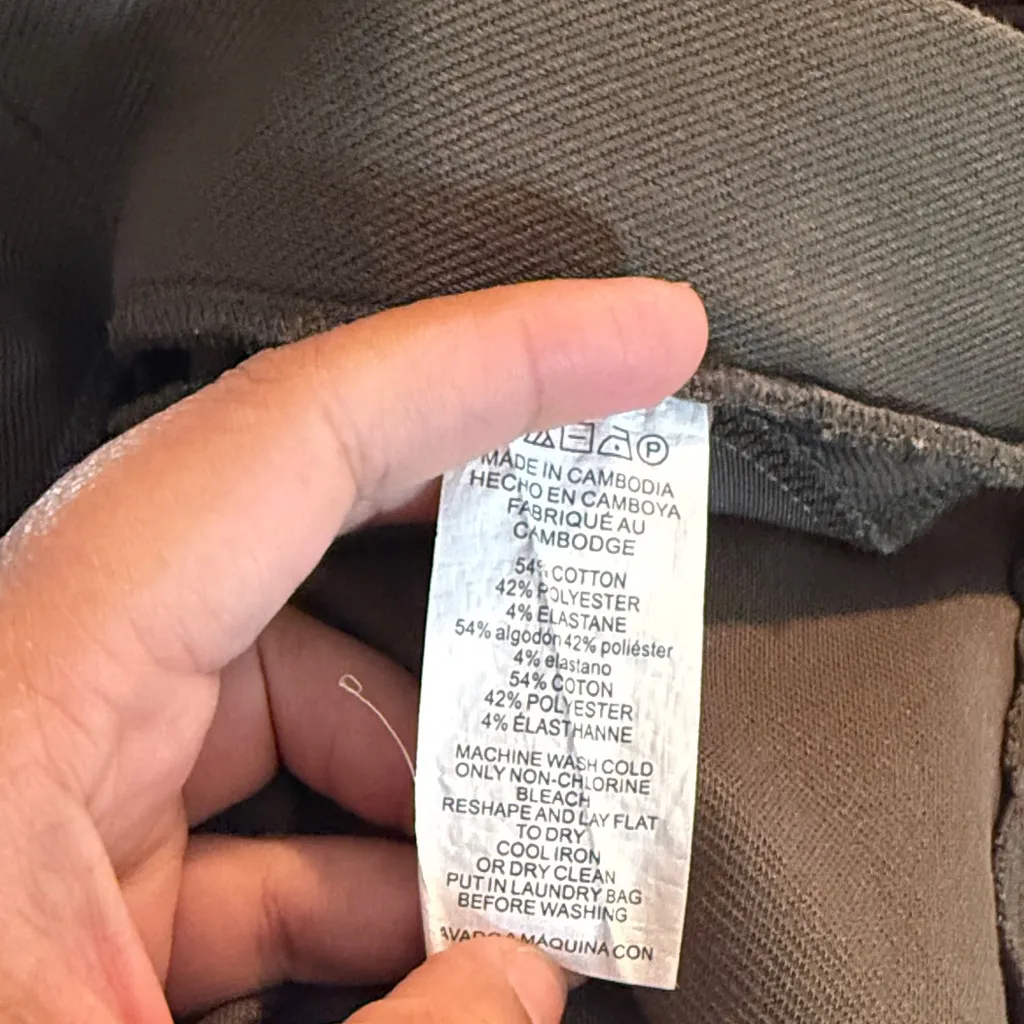 P
MADE IN CAMBODIA
HECHO EN CAMBOYA
FABRIQUÉ AU
CAMBODGE
54% COTTON
42% POLYESTER
4% ELASTANE
54% algodón 42% poliéster
4% elastano
54% COTON
42% POLYESTER
4% ÉLASTHANNE
MACHINE WASH COLD
ONLY NON-CHLORINE
BLEACH
RESHAPE AND LAY FLAT
TO DRY
COOL IRON
OR DRY CLEAN
PUT IN LAUNDRY BAG
BEFORE WASHING
MÁQUINA CON